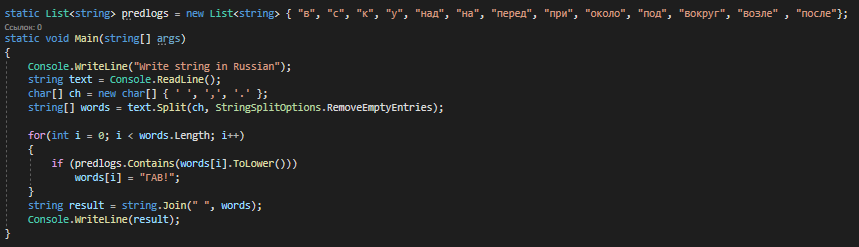 static List<string> predlogs = new List<string> { "в", "с", "к", "у", "над", "на", "перед", "при", "около", "под", "вокруг", "возле" , "после"};
Ссылок: 0
static void Main(string[] args)
{
Console.WriteLine("Write string in Russian");
string text = Console.ReadLine();
char[] ch = new char[] { ' ', ',', '.' };
string[] words = text.Split(ch, StringSplitOptions.RemoveEmptyEntries);
for(int i = 0; i < words.Length; i++)
{
if (predlogs.Contains(words[i].ToLower()))
words[i] = "ГАВ!";
}
string result = string.Join(" ", words);
Console.WriteLine(result);
}